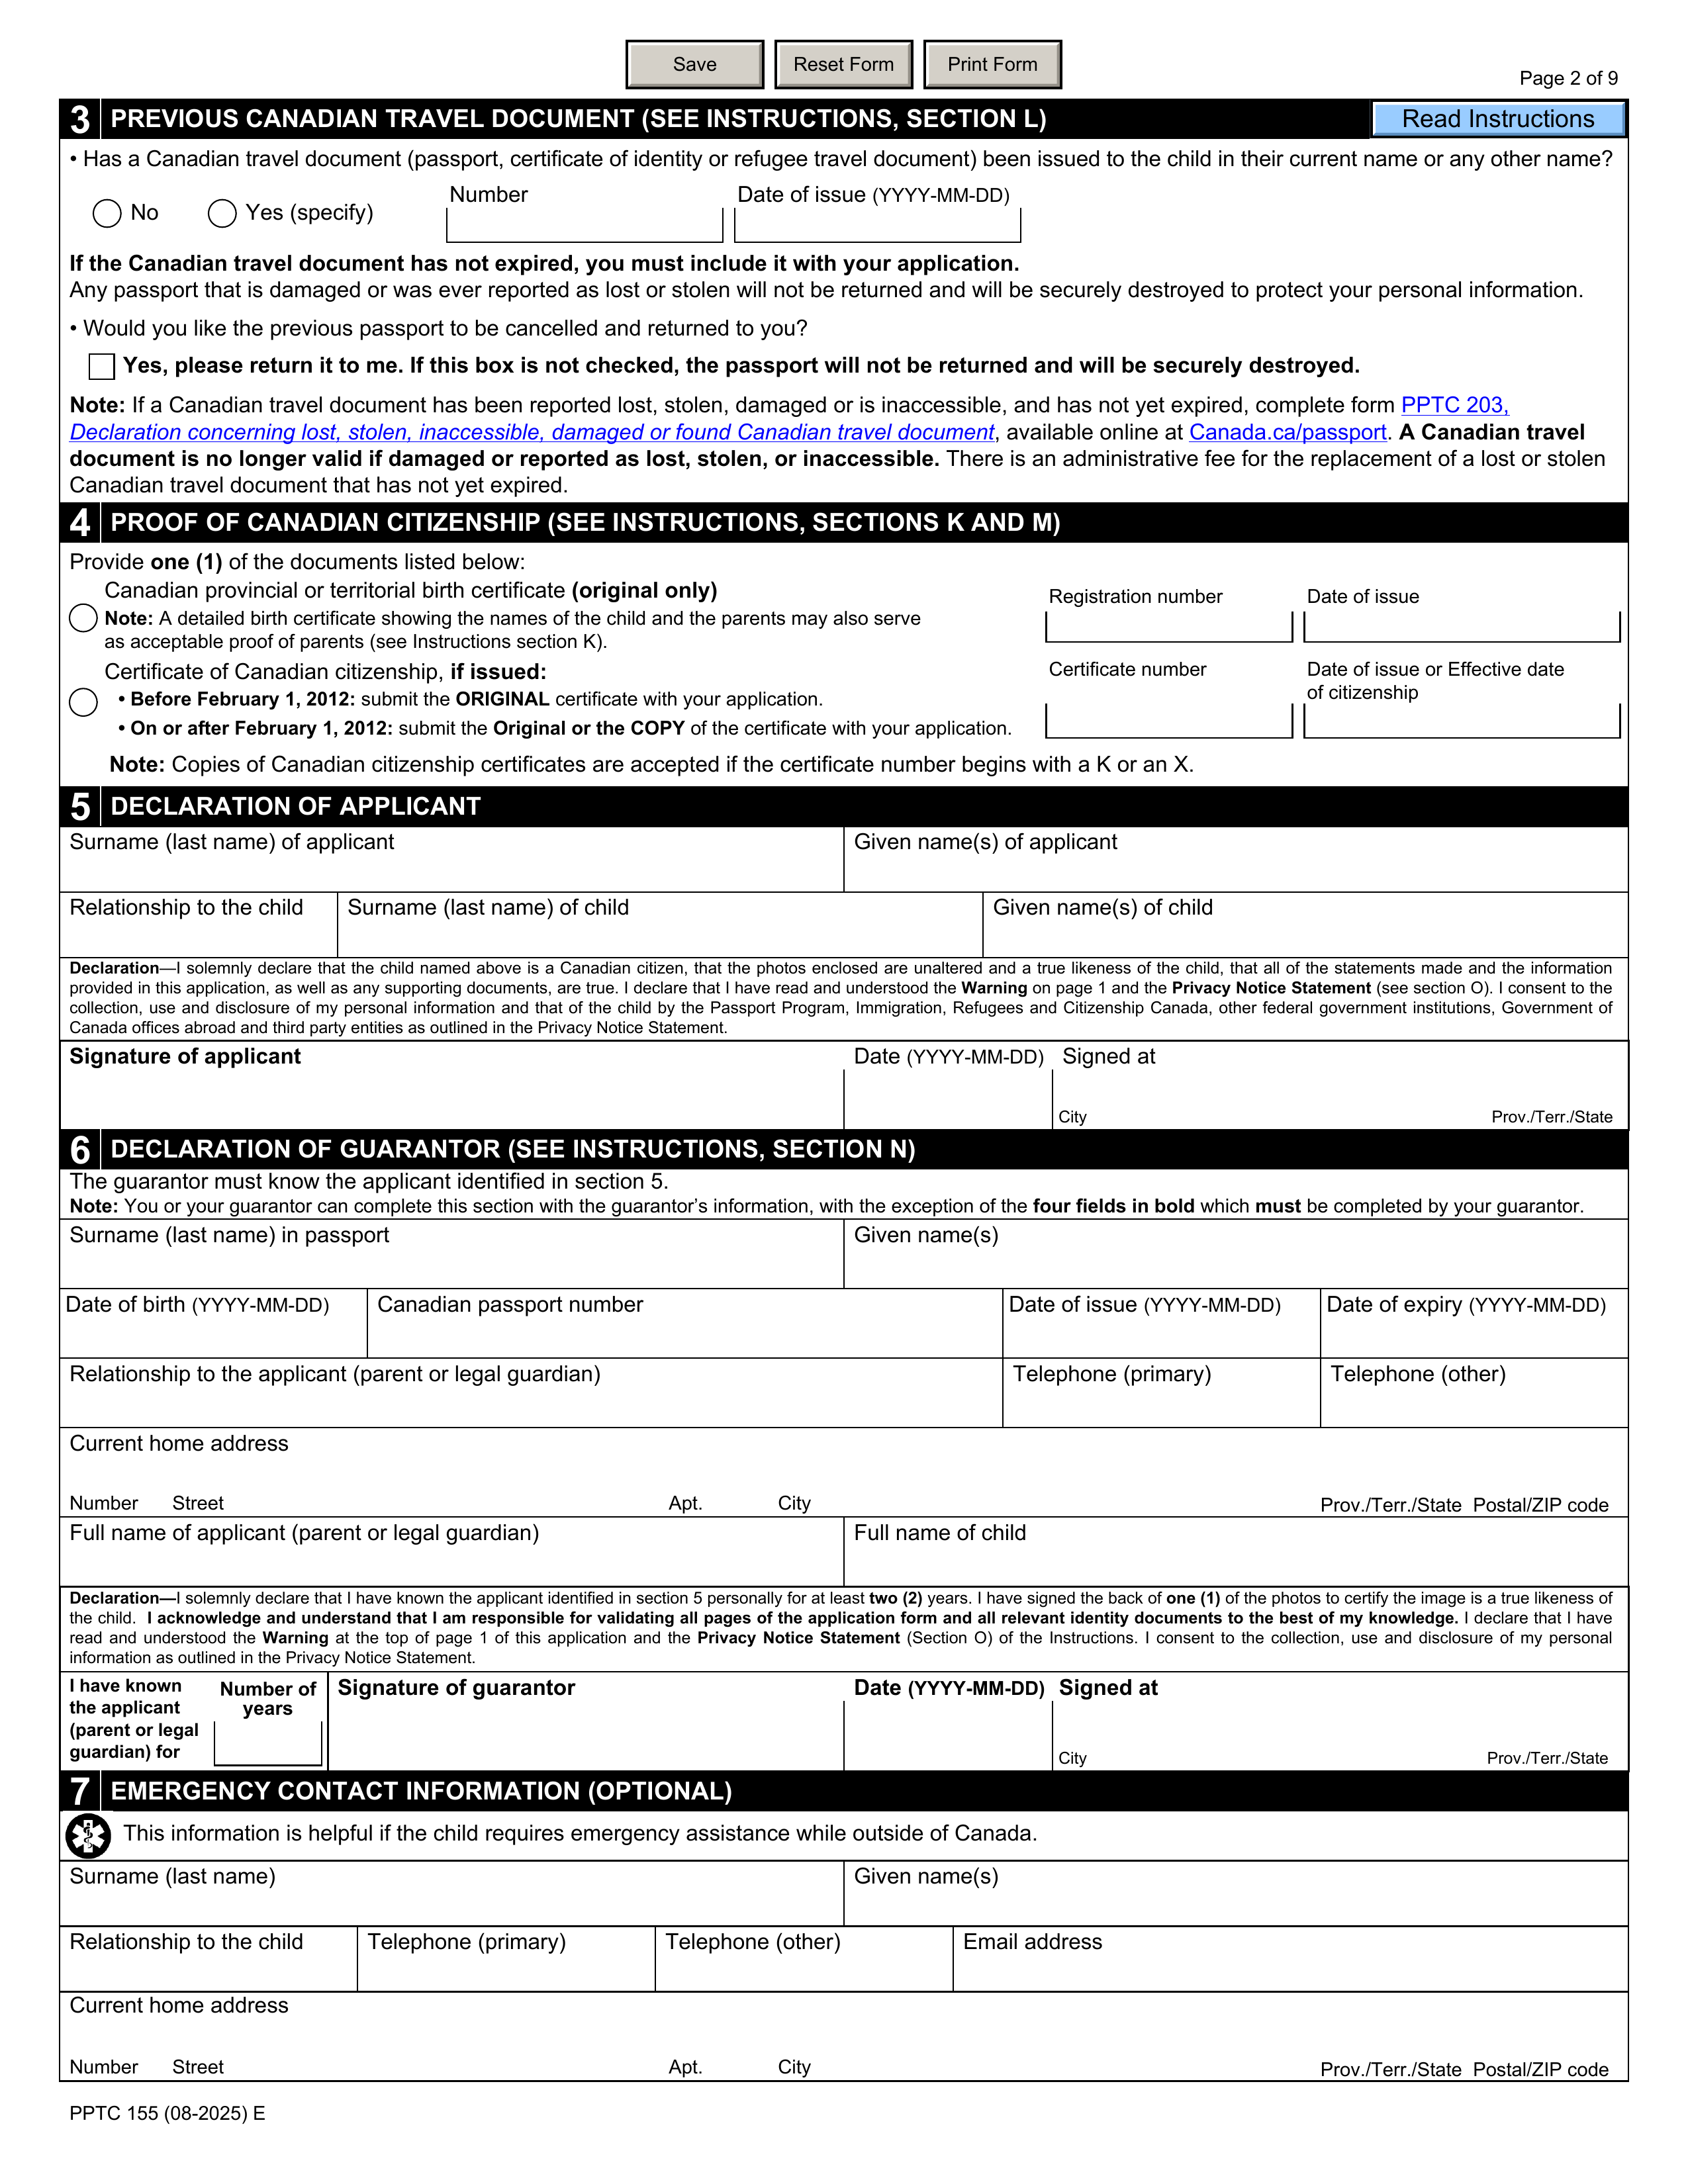 Save Reset Form Print Form
Page 2 of 9
3 PREVIOUS CANADIAN TRAVEL DOCUMENT (SEE INSTRUCTIONS, SECTION L) Read Instructions
• Has a Canadian travel document (passport, certificate of identity or refugee travel document) been issued to the child in their current name or any other name?
No Yes (specify) Number Date of issue (YYYY-MM-DD)
If the Canadian travel document has not expired, you must include it with your application.
Any passport that is damaged or was ever reported as lost or stolen will not be returned and will be securely destroyed to protect your personal information.
• Would you like the previous passport to be cancelled and returned to you?
Yes, please return it to me. If this box is not checked, the passport will not be returned and will be securely destroyed.
Note: If a Canadian travel document has been reported lost, stolen, damaged or is inaccessible, and has not yet expired, complete form PPTC 203,
Declaration concerning lost, stolen, inaccessible, damaged or found Canadian travel document, available online at Canada.ca/passport. A Canadian travel
document is no longer valid if damaged or reported as lost, stolen, or inaccessible. There is an administrative fee for the replacement of a lost or stolen
Canadian travel document that has not yet expired.
4 PROOF OF CANADIAN CITIZENSHIP (SEE INSTRUCTIONS, SECTIONS K AND M)
Provide one (1) of the documents listed below:
Canadian provincial or territorial birth certificate (original only)
Note: A detailed birth certificate showing the names of the child and the parents may also serve
as acceptable proof of parents (see Instructions section K).
Registration number Date of issue
Certificate of Canadian citizenship, if issued:
• Before February 1, 2012: submit the ORIGINAL certificate with your application.
• On or after February 1, 2012: submit the Original or the COPY of the certificate with your application.
Certificate number Date of issue or Effective date
of citizenship
Note: Copies of Canadian citizenship certificates are accepted if the certificate number begins with a K or an X.
5 DECLARATION OF APPLICANT
Surname (last name) of applicant Given name(s) of applicant
Relationship to the child Surname (last name) of child Given name(s) of child
Declaration—I solemnly declare that the child named above is a Canadian citizen, that the photos enclosed are unaltered and a true likeness of the child, that all of the statements made and the information
provided in this application, as well as any supporting documents, are true. I declare that I have read and understood the Warning on page 1 and the Privacy Notice Statement (see section O). I consent to the
collection, use and disclosure of my personal information and that of the child by the Passport Program, Immigration, Refugees and Citizenship Canada, other federal government institutions, Government of
Canada offices abroad and third party entities as outlined in the Privacy Notice Statement.
Signature of applicant Date (YYYY-MM-DD) Signed at
City Prov./Terr./State
6 DECLARATION OF GUARANTOR (SEE INSTRUCTIONS, SECTION N)
The guarantor must know the applicant identified in section 5.
Note: You or your guarantor can complete this section with the guarantor’s information, with the exception of the four fields in bold which must be completed by your guarantor.
Surname (last name) in passport Given name(s)
Date of birth (YYYY-MM-DD) Canadian passport number Date of issue (YYYY-MM-DD) Date of expiry (YYYY-MM-DD)
Relationship to the applicant (parent or legal guardian) Telephone (primary) Telephone (other)
Current home address
Number Street Apt. City Prov./Terr./State Postal/ZIP code
Full name of applicant (parent or legal guardian) Full name of child
Declaration—I solemnly declare that I have known the applicant identified in section 5 personally for at least two (2) years. I have signed the back of one (1) of the photos to certify the image is a true likeness of
the child. I acknowledge and understand that I am responsible for validating all pages of the application form and all relevant identity documents to the best of my knowledge. I declare that I have
read and understood the Warning at the top of page 1 of this application and the Privacy Notice Statement (Section O) of the Instructions. I consent to the collection, use and disclosure of my personal
information as outlined in the Privacy Notice Statement.
I have known
the applicant
(parent or legal
guardian) for
Number of
years
Signature of guarantor Date (YYYY-MM-DD) Signed at
City Prov./Terr./State
7 EMERGENCY CONTACT INFORMATION (OPTIONAL)
This information is helpful if the child requires emergency assistance while outside of Canada.
Surname (last name) Given name(s)
Relationship to the child Telephone (primary) Telephone (other) Email address
Current home address
Number Street Apt. City Prov./Terr./State Postal/ZIP code
PPTC 155 (08-2025) E